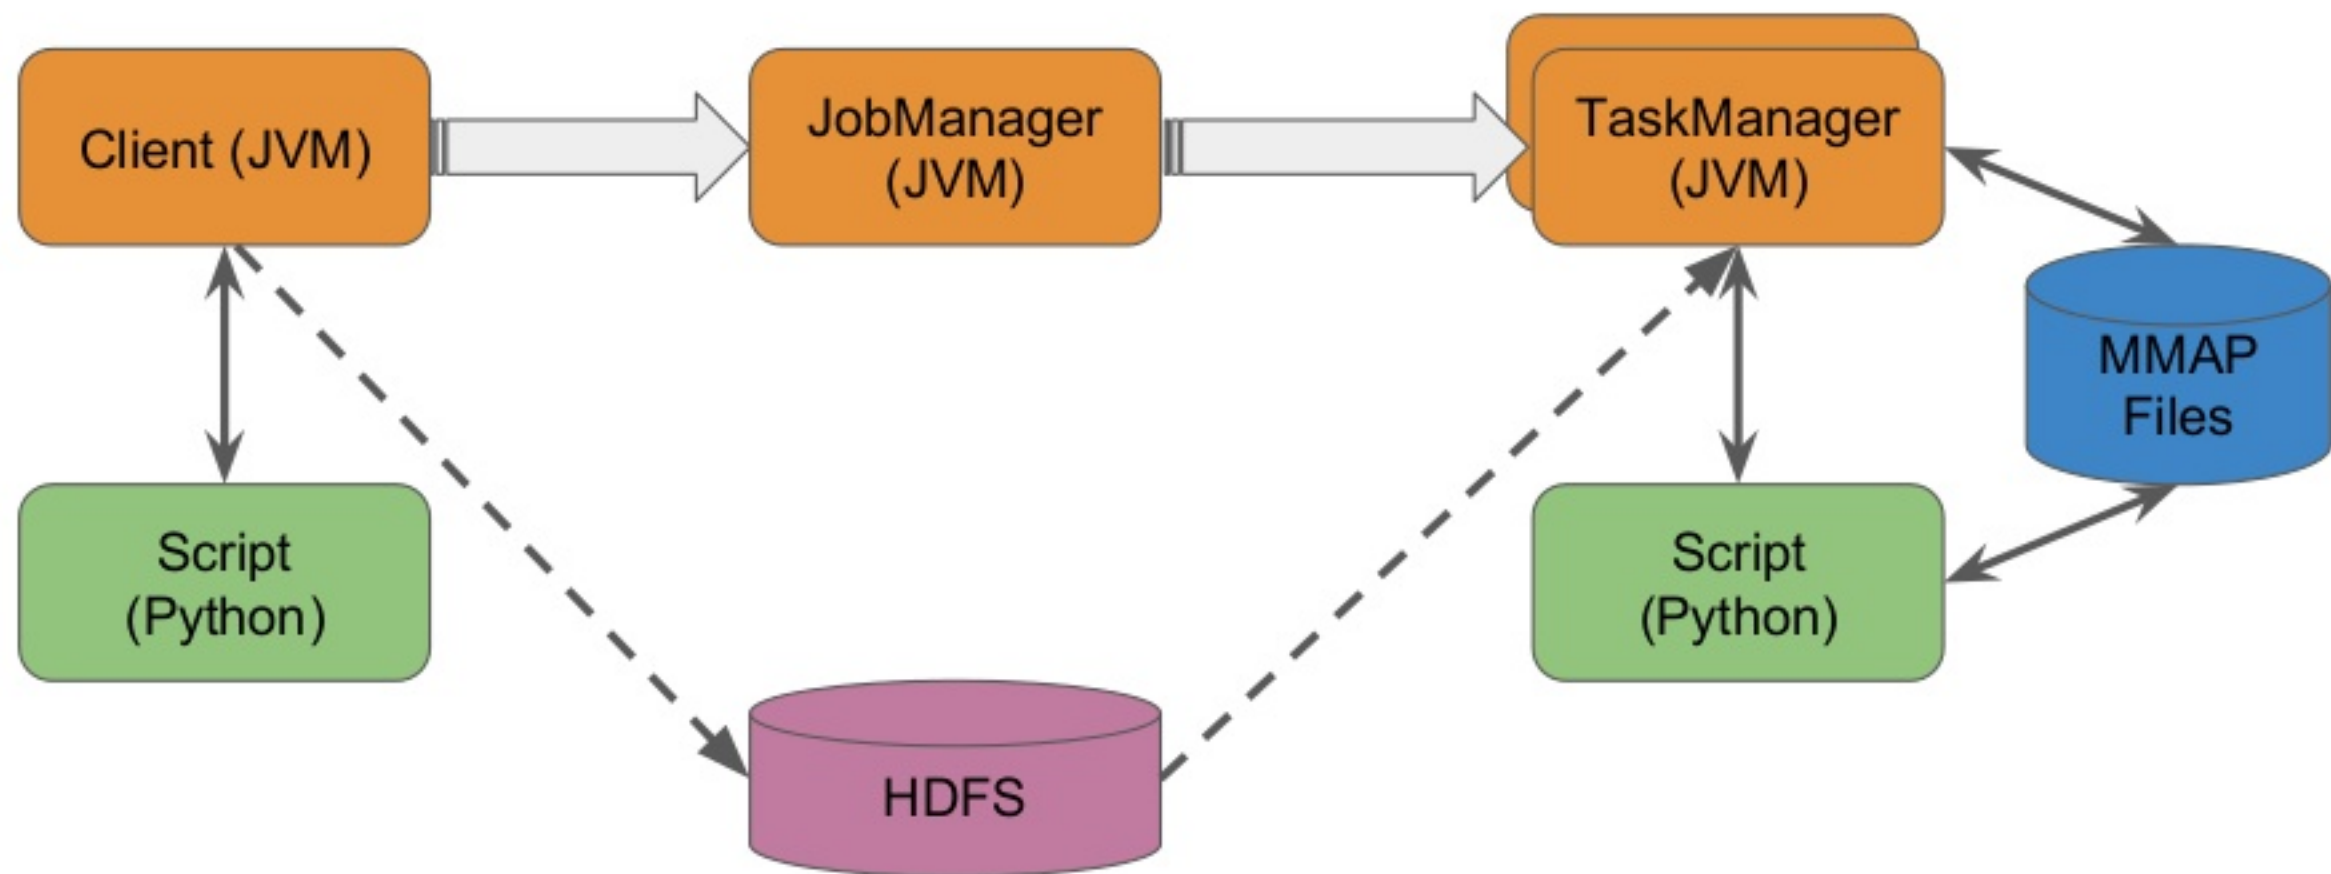 Client (JVM)
JobManager
(JVM)
TaskManager
(JVM)
MMAP
Files
Script
(Python)
Script
(Python)
HDFS